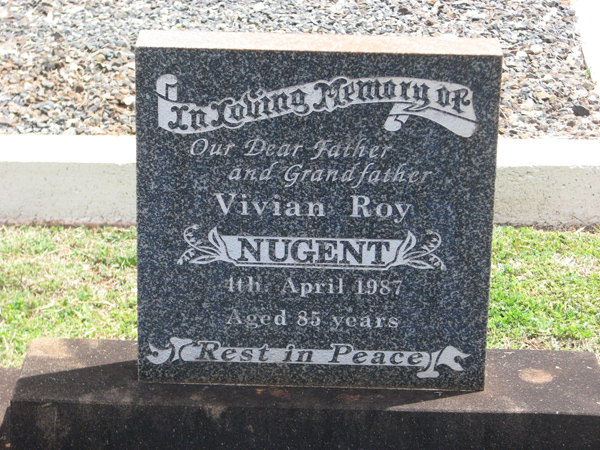 In Loving Memory of
Our Dear Father
and Grandfather
Vivian Roy
NUGENT
4th. April 1987
Aged 85 years
Rest in Peace